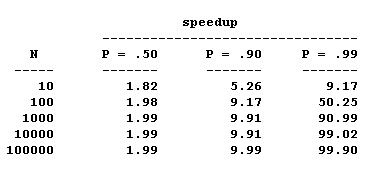 speedup
--------------------------------
N P = .50 P = .90 P = .99
----- ------- ------- -------
10 1.82 5.26 9.17
100 1.98 9.17 50.25
1000 1.99 9.91 90.99
10000 1.99 9.91 99.02
100000 1.99 9.99 99.90